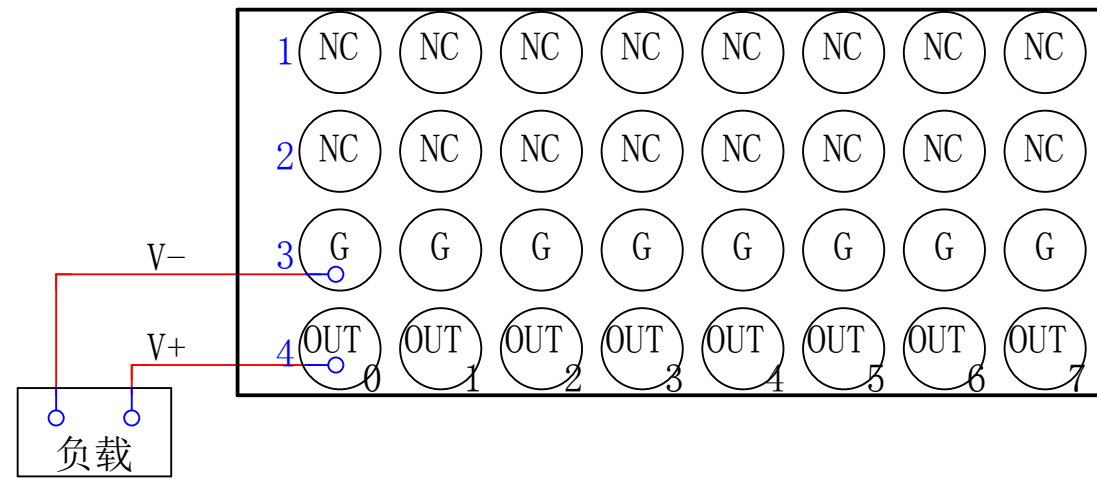 1 NC NC NC NC NC NC NC NC
2 NC NC NC NC NC NC NC NC
3 G G G G G G G G
V-
4 OUT OUT OUT OUT OUT OUT OUT OUT
V+
0 1 2 3 4 5 6 7
负载